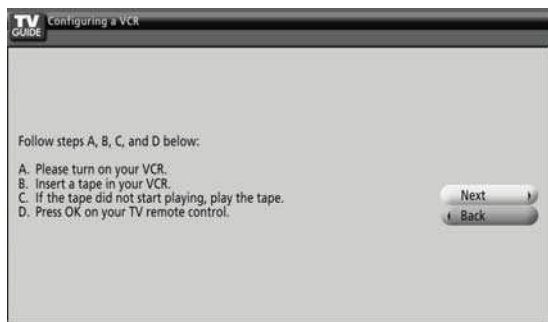 TV
GUIDE
Configuring a VCR
Follow steps A, B, C, and D below:
A. Please turn on your VCR.
B. Insert a tape in your VCR.
C. If the tape did not start playing, play the tape.
D. Press OK on your TV remote control.
Next
Back